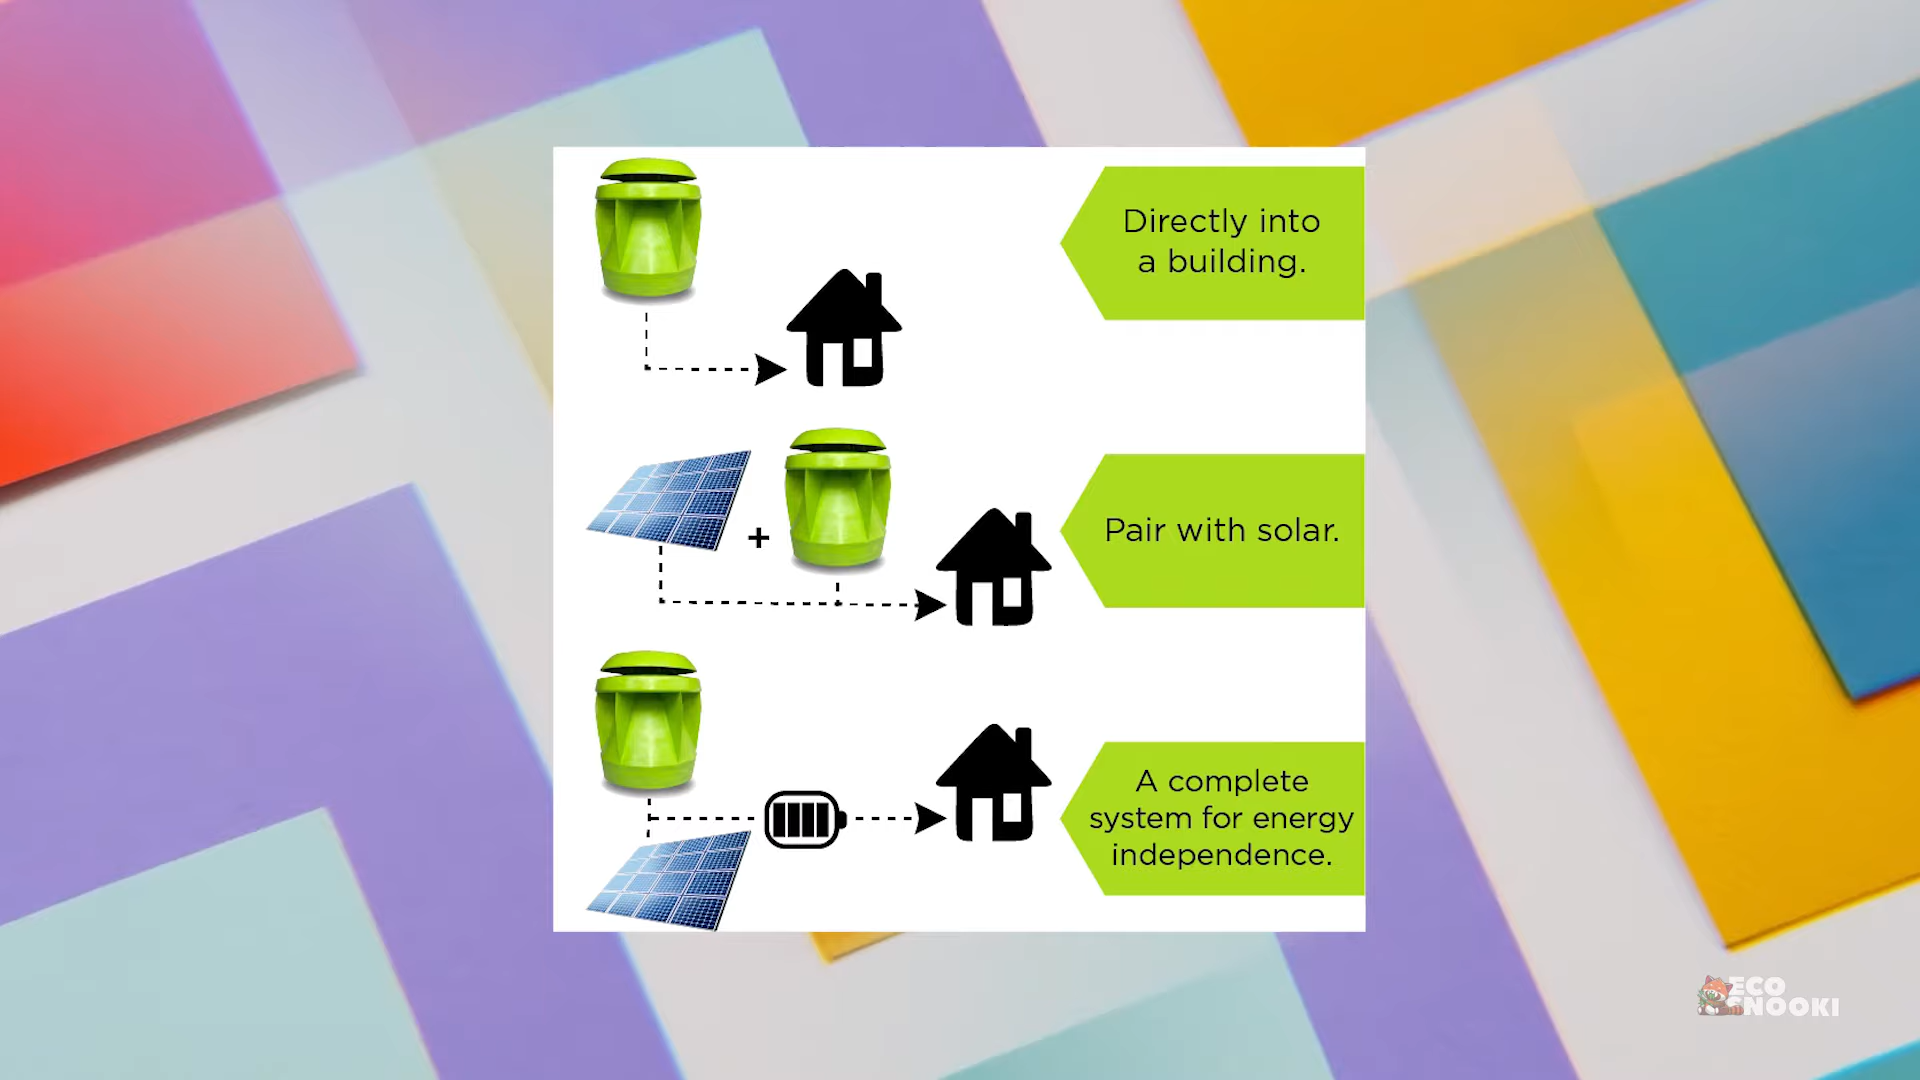 Directly into
a building.
+
Pair with solar.
A complete
system for energy
independence.
ECO
SNOOKI